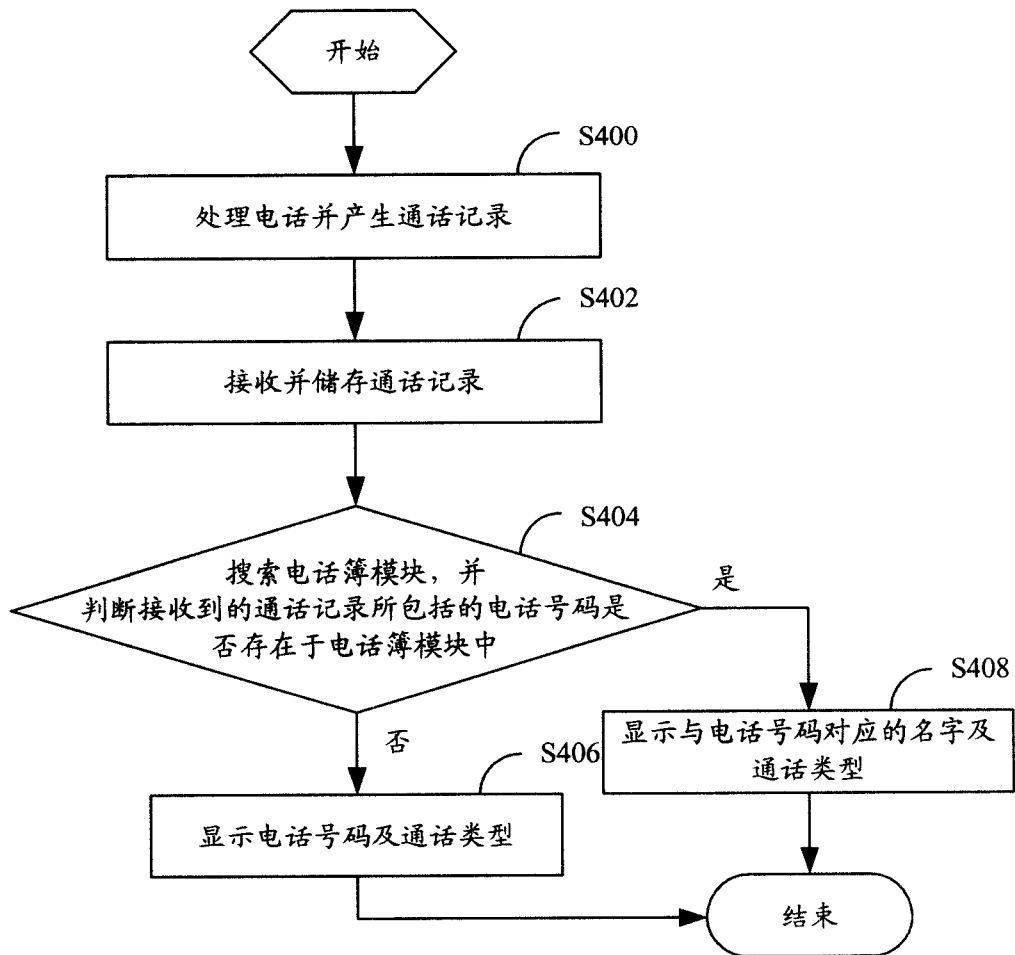 开始
S400
处理电话并产生通话记录
S402
接收并储存通话记录
S404
搜索电话簿模块，并
判断接收到的通话记录所包括的电话号码是
否存在于电话簿模块中
是
否
S408
显示与电话号码对应的名字及
通话类型
S406
显示电话号码及通话类型
结束